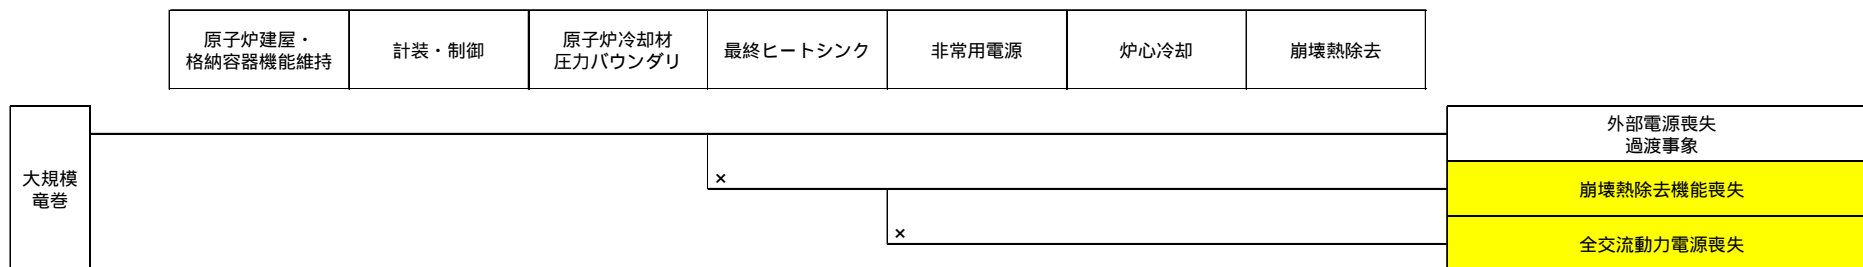 原子炉建屋・
格納容器機能維持
計装・制御
原子炉冷却材
圧力バウンダリ
最終ヒートシンク
非常用電源
炉心冷却
崩壊熱除去
大規模
竜巻
外部電源喪失
過渡事象
×
崩壊熱除去機能喪失
×
全交流動力電源喪失